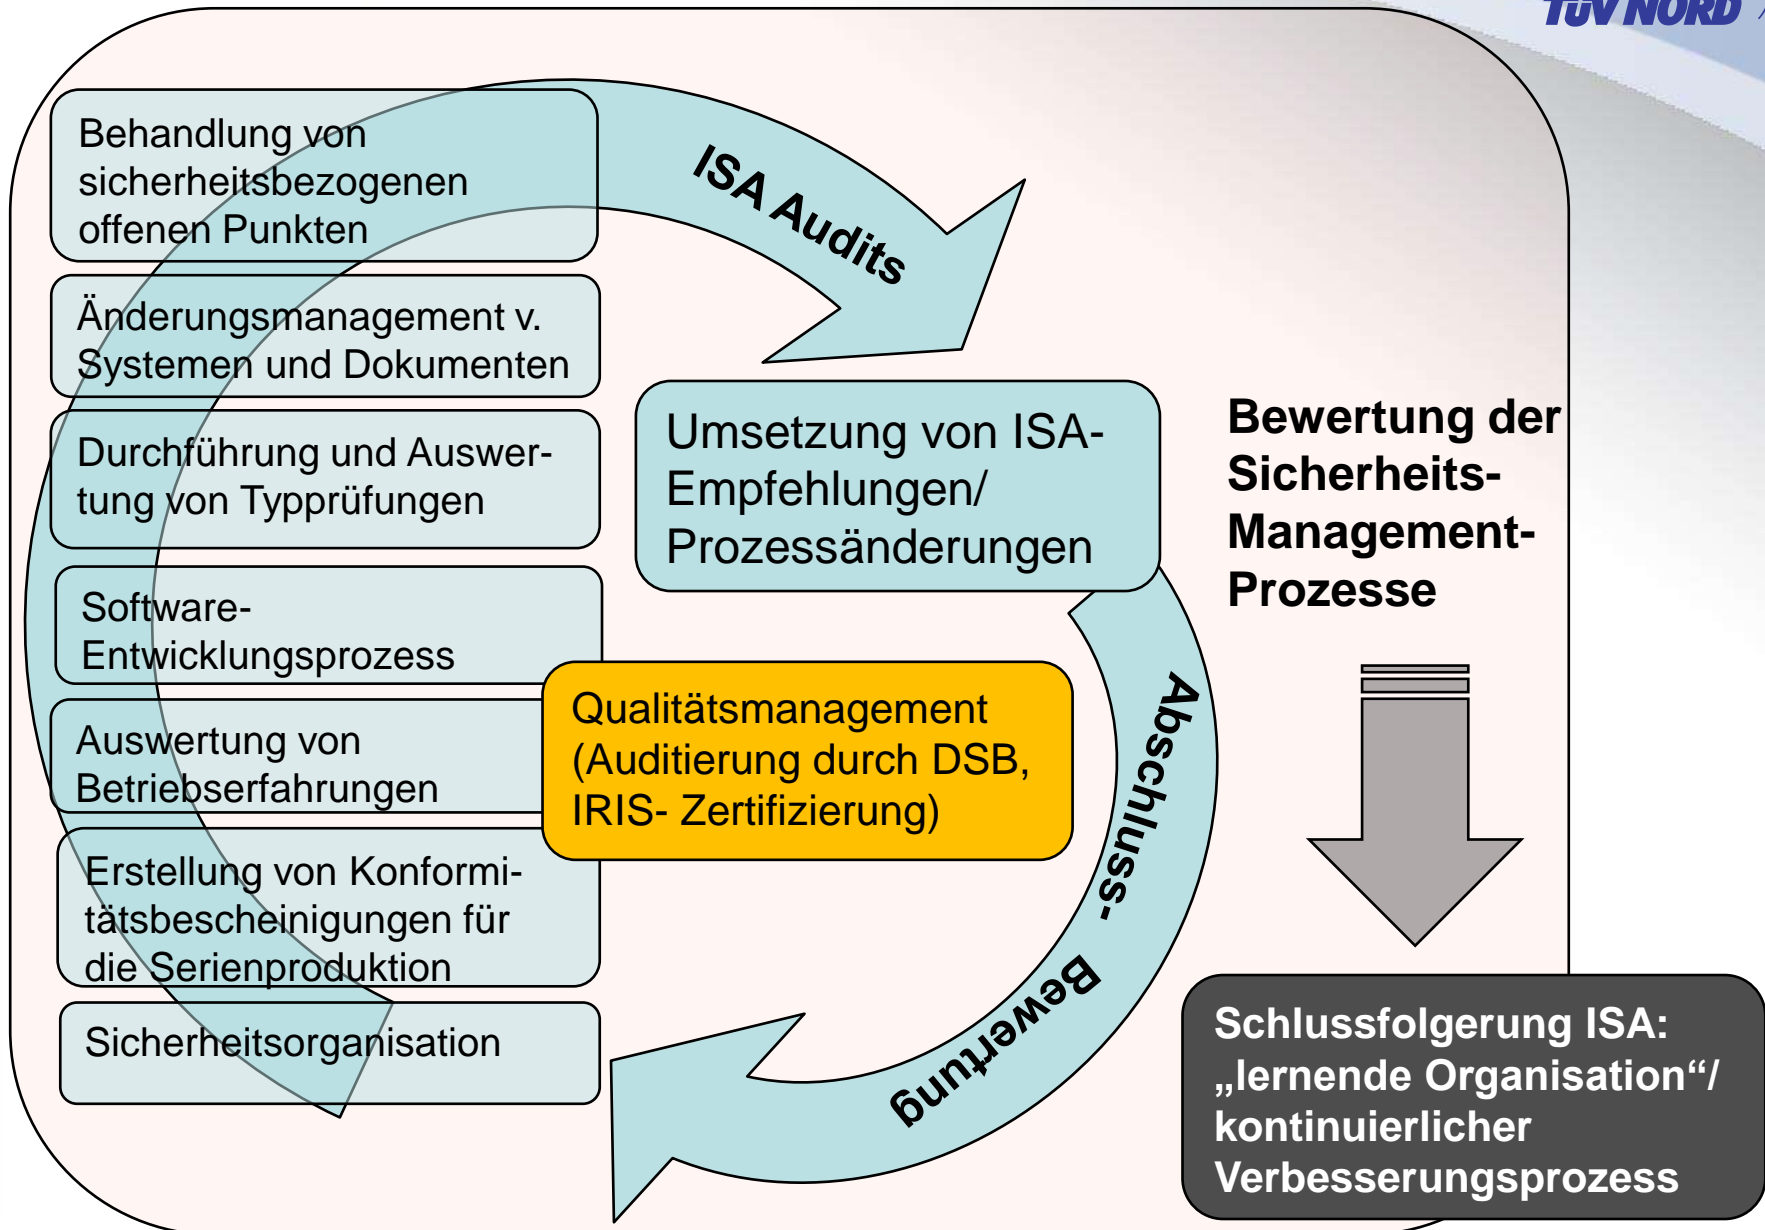 TÜV NORD
Behandlung von
sicherheitsbezogenen
offenen Punkten
Änderungsmanagement v.
Systemen und Dokumenten
Durchführung und Auswer-
tung von Typprüfungen
Software-
Entwicklungsprozess
Auswertung von
Betriebserfahrungen
Erstellung von Konformi-
tätsbescheinigungen für
die Serienproduktion
Sicherheitsorganisation
ISA Audits
Umsetzung von ISA-
Empfehlungen/
Prozessänderungen
Qualitätsmanagement
(Auditierung durch DSB,
IRIS- Zertifizierung)
Abschluss-
Bewertung
Bewertung der
Sicherheits-
Management-
Prozesse
Schlussfolgerung ISA:
„lernende Organisation“/
kontinuierlicher
Verbesserungsprozess